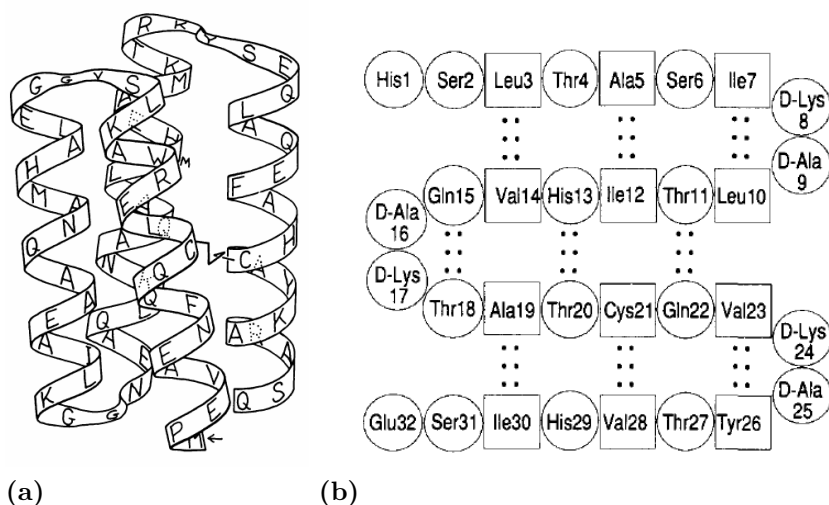 R K V S E
T K M Q
G G V S L A
E L A K L
H A A W H M
M A L R F E
Q N A Q
A N Q C C A H
E A Q F
A I A E N A K
K L A V A
G G N E Q S
P
M
His1 Ser2 Leu3 Thr4 Ala5 Ser6 Ile7
D-Lys
8
D-Ala
9
Gln15 Val14 His13 Ile12 Thr11 Leu10
D-Ala
16
D-Lys
17
Thr18 Ala19 Thr20 Cys21 Gln22 Val23
D-Lys
24
D-Ala
25
Glu32 Ser31 Ile30 His29 Val28 Thr27 Tyr26
(a) (b)